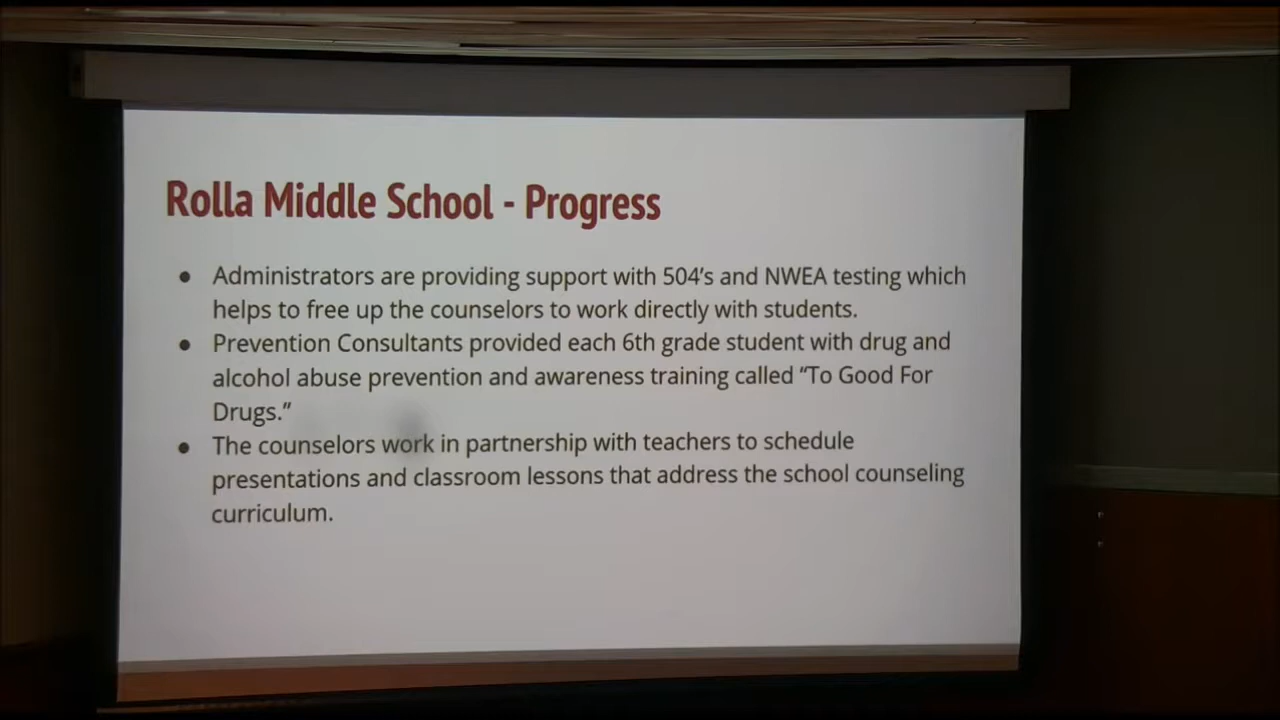 Rolla Middle School - Progress
● Administrators are providing support with 504's and NWEA testing which
helps to free up the counselors to work directly with students.
● Prevention Consultants provided each 6th grade student with drug and
alcohol abuse prevention and awareness training called “To Good For
Drugs.”
● The counselors work in partnership with teachers to schedule
presentations and classroom lessons that address the school counseling
curriculum.